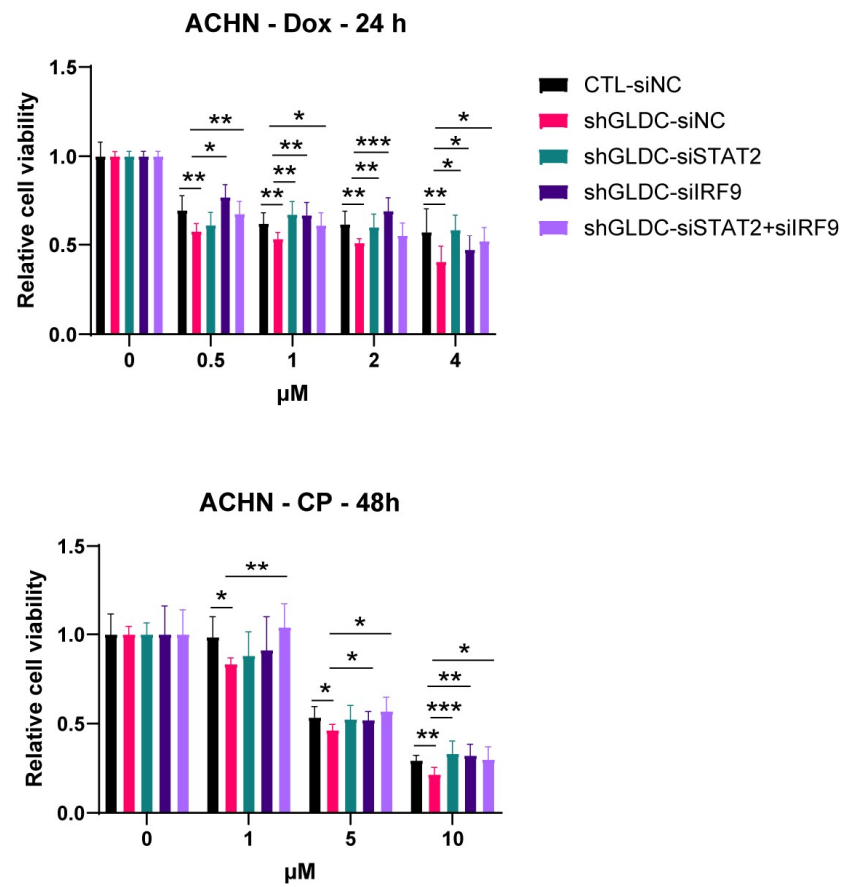 ACHN - Dox - 24 h
Relative cell viability
1.5
1.0
0.5
0.0
** * **
** ** ** *
** ** ***
** * * *
0 0.5 1 2 4
µM
CTL-siNC
shGLDC-siNC
shGLDC-siSTAT2
shGLDC-siIRF9
shGLDC-siSTAT2+siIRF9
ACHN - CP - 48h
Relative cell viability
1.5
1.0
0.5
0.0
* **
* * *
** *** ** *
0 1 5 10
µM